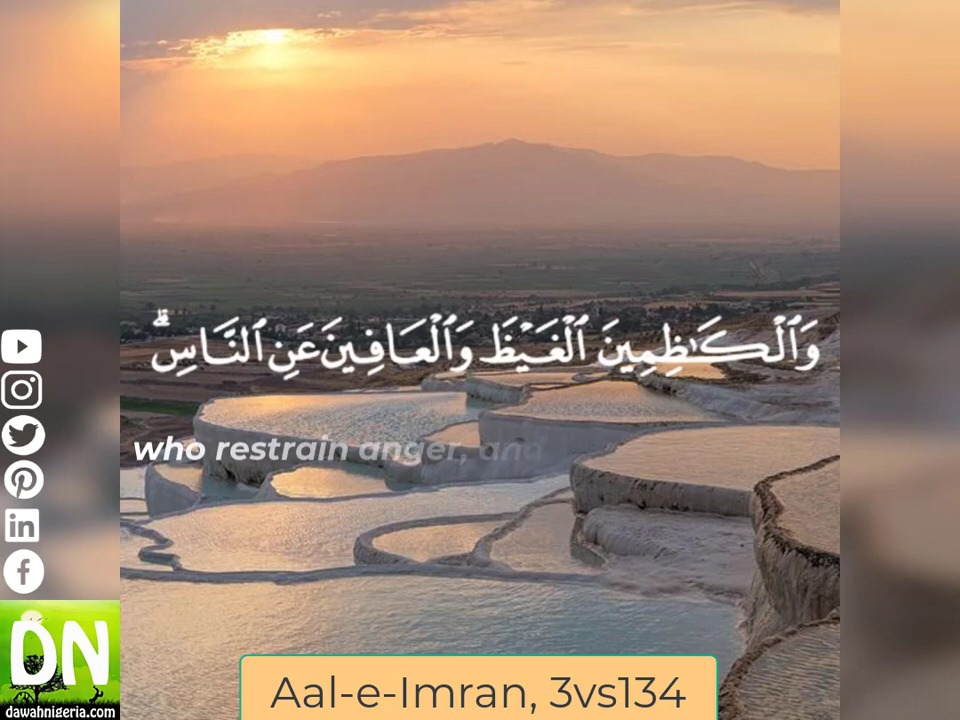 وَٱلْكَـٰظِمِينَ ٱلْغَيْظَ وَٱلْعَافِينَ عَنِ ٱلنَّاسِ ۗ
who restrain anger, and
Aal-e-Imran, 3vs134
DN
dawahnigeria.com